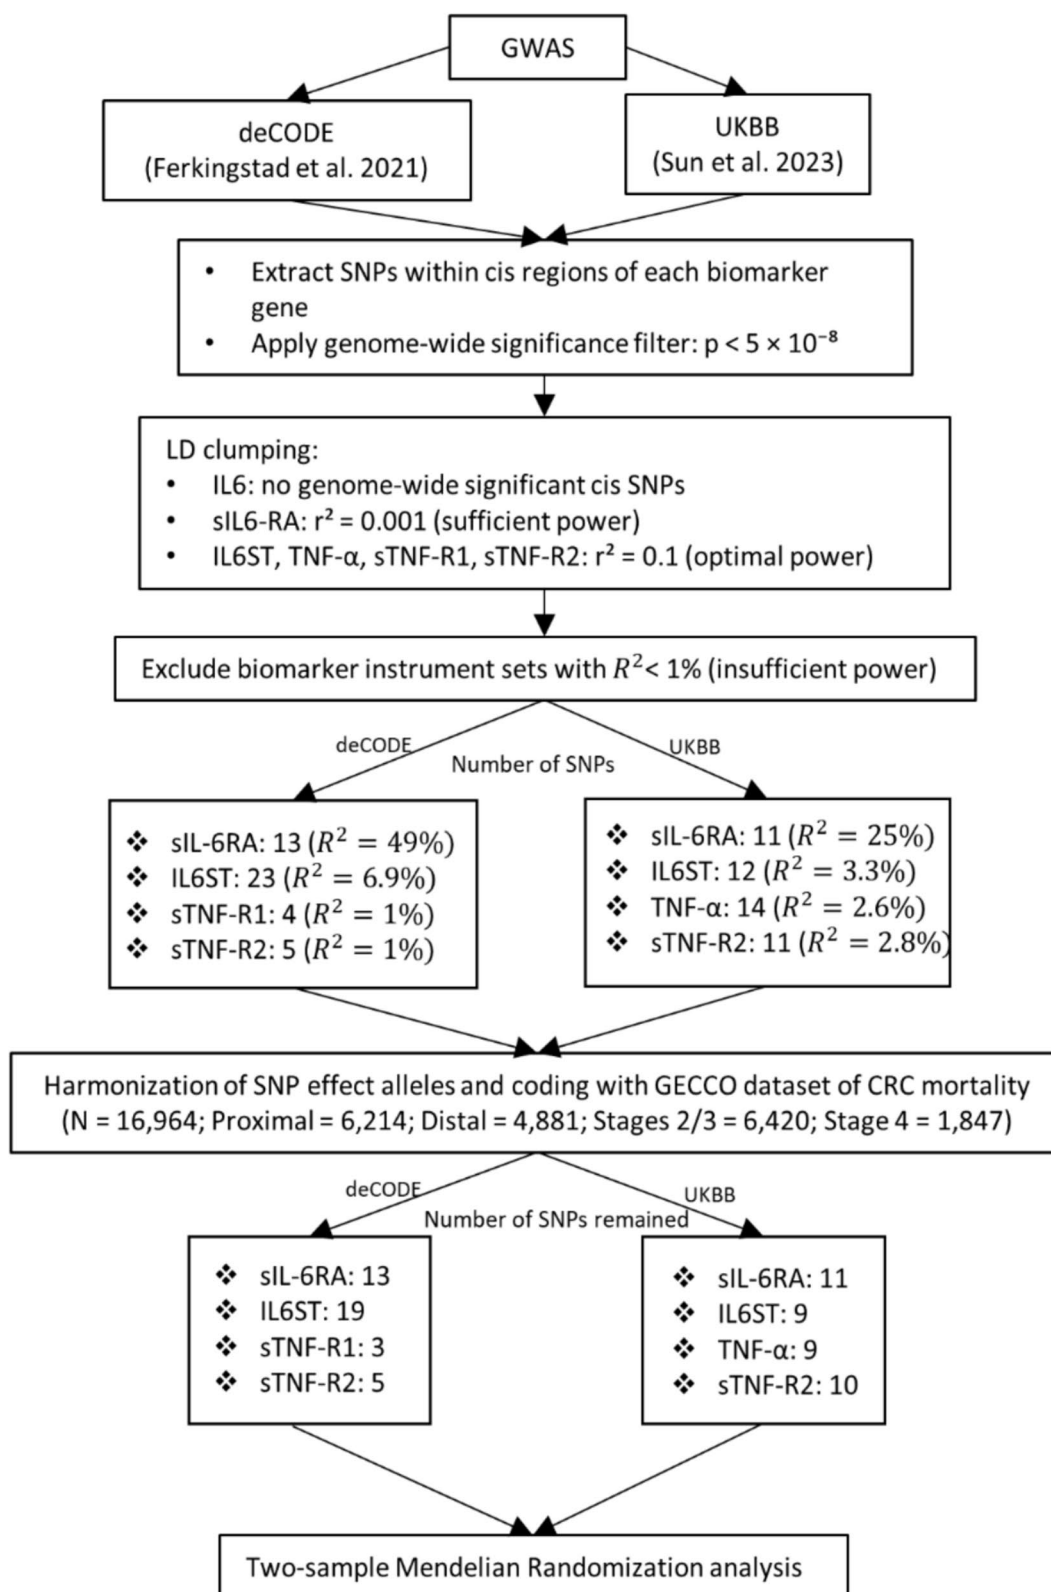 GWAS
deCODE
(Ferkingstad et al. 2021)
UKBB
(Sun et al. 2023)
• Extract SNPs within cis regions of each biomarker
gene
• Apply genome-wide significance filter: p < 5 × 10⁻⁸
LD clumping:
• IL6: no genome-wide significant cis SNPs
• sIL6-RA: r² = 0.001 (sufficient power)
• IL6ST, TNF-α, sTNF-R1, sTNF-R2: r² = 0.1 (optimal power)
Exclude biomarker instrument sets with R²< 1% (insufficient power)
deCODE
UKBB
Number of SNPs
❖ sIL-6RA: 13 (R² = 49%)
❖ IL6ST: 23 (R² = 6.9%)
❖ sTNF-R1: 4 (R² = 1%)
❖ sTNF-R2: 5 (R² = 1%)
❖ sIL-6RA: 11 (R² = 25%)
❖ IL6ST: 12 (R² = 3.3%)
❖ TNF-α: 14 (R² = 2.6%)
❖ sTNF-R2: 11 (R² = 2.8%)
Harmonization of SNP effect alleles and coding with GECCO dataset of CRC mortality
(N = 16,964; Proximal = 6,214; Distal = 4,881; Stages 2/3 = 6,420; Stage 4 = 1,847)
deCODE
UKBB
Number of SNPs remained
❖ sIL-6RA: 13
❖ IL6ST: 19
❖ sTNF-R1: 3
❖ sTNF-R2: 5
❖ sIL-6RA: 11
❖ IL6ST: 9
❖ TNF-α: 9
❖ sTNF-R2: 10
Two-sample Mendelian Randomization analysis